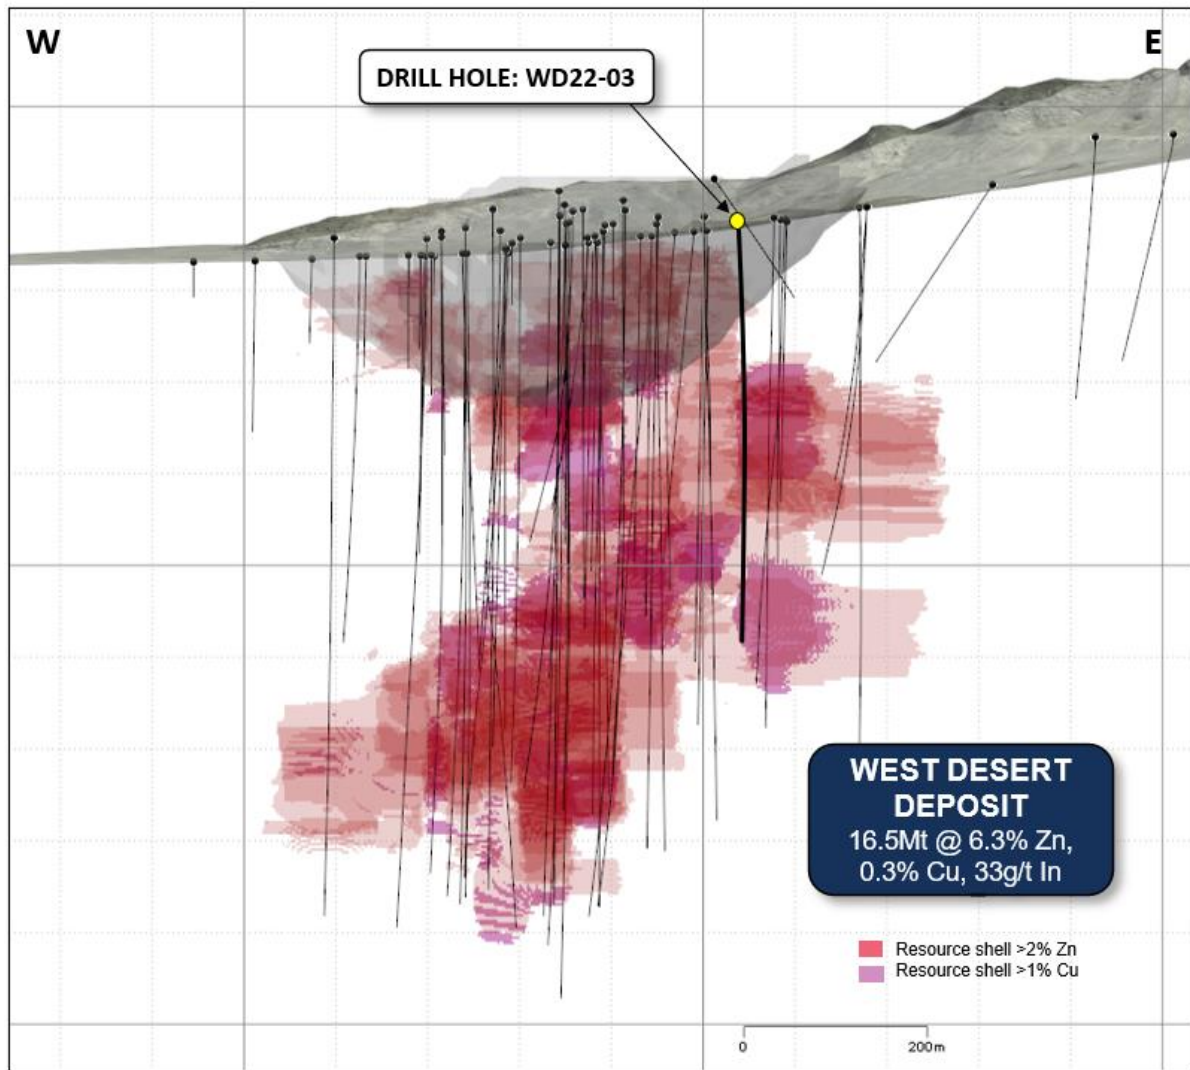 W
E
DRILL HOLE: WD22-03
WEST DESERT
DEPOSIT
16.5Mt @ 6.3% Zn,
0.3% Cu, 33g/t In
Resource shell >2% Zn
Resource shell >1% Cu
0
200m